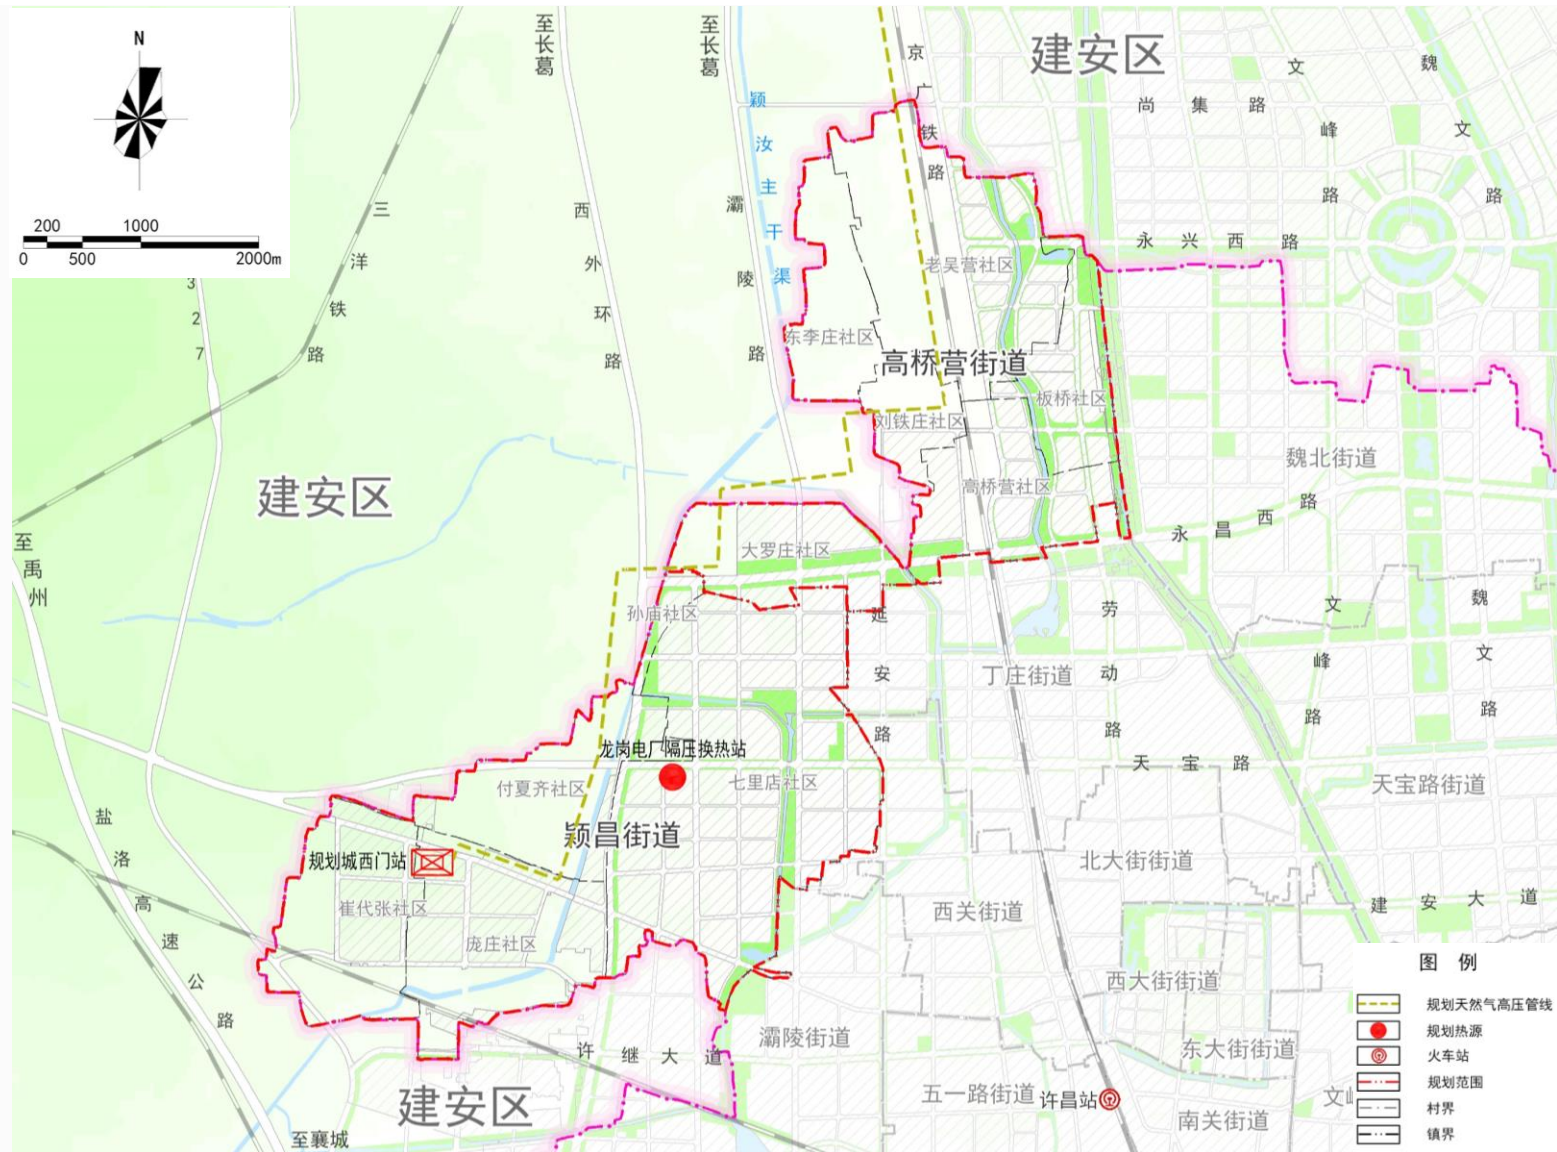 N
200
1000
0
500
2000m
至长葛
至长葛
京广铁路
建安区
尚集路
文峰路
魏文路
颍汝主干渠
三洋铁路
西外环路
灞陵路
永兴西路
老吴营社区
327
东李庄社区
高桥营街道
板桥社区
刘铁庄社区
魏北街道
建安区
高桥营社区
永昌西路
至禹州
大罗庄社区
孙庙社区
延安路
劳动路
文峰路
魏文路
丁庄街道
龙岗电厂隔压换热站
付夏齐社区
七里店社区
天宝路
天宝路街道
颍昌街道
盐洛高速公路
规划城西门站
北大街街道
崔代张社区
西关街道
建安大道
庞庄社区
西大街街道
灞陵街道
许继大道
东大街街道
建安区
五一路街道
许昌站
南关街道
文
至襄城
图例
规划天然气高压管线
规划热源
火车站
规划范围
村界
镇界